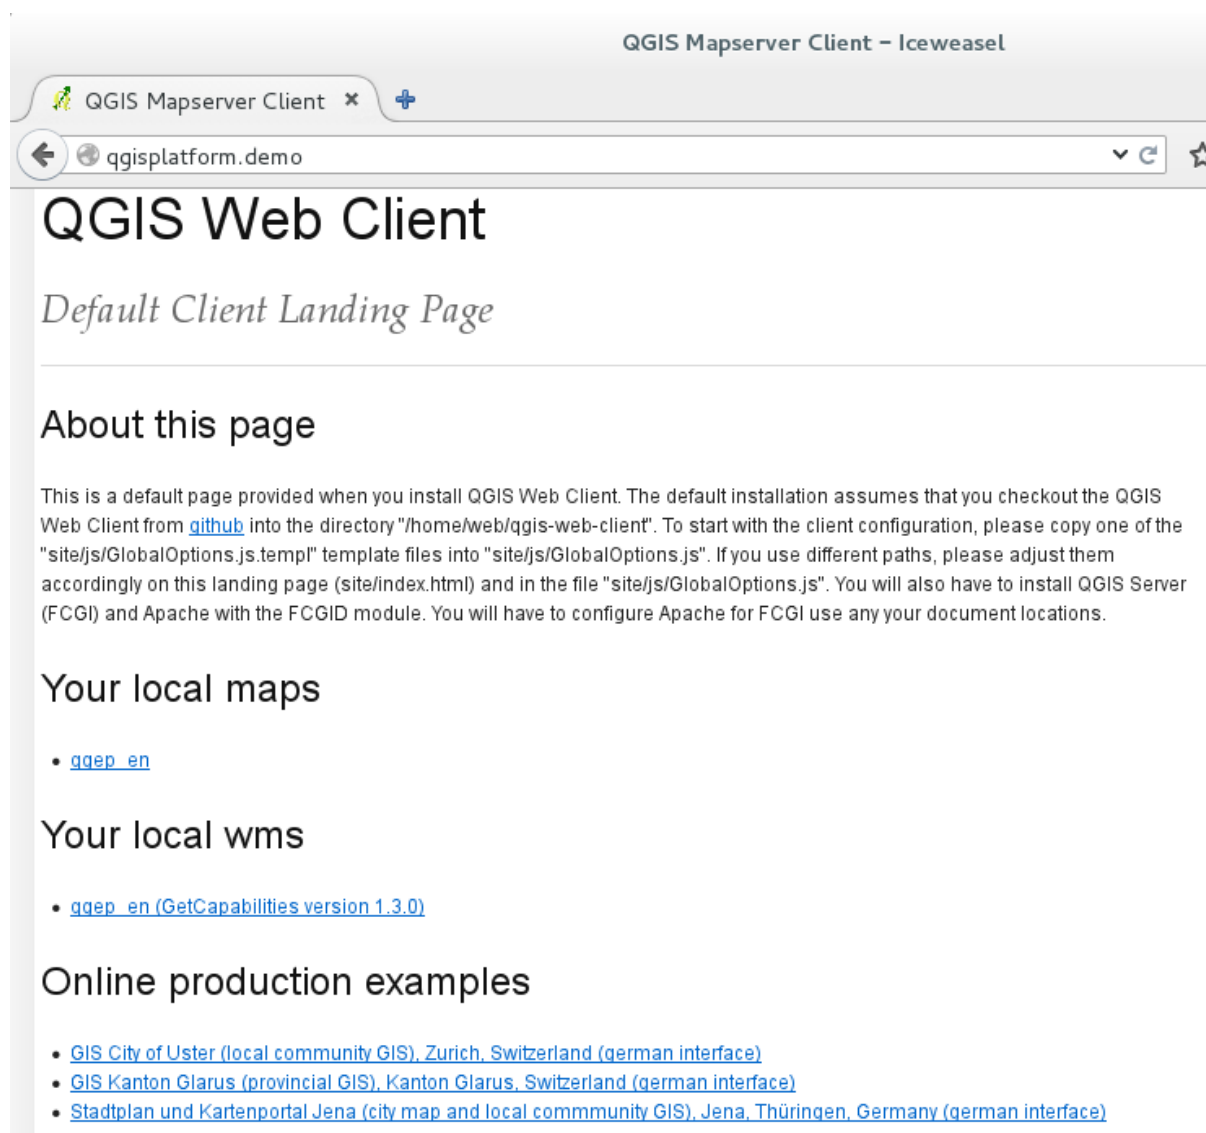 QGIS Mapserver Client – Iceweasel
QGIS Mapserver Client
qgisplatform.demo
QGIS Web Client
Default Client Landing Page
About this page
This is a default page provided when you install QGIS Web Client. The default installation assumes that you checkout the QGIS
Web Client from github into the directory "/home/web/qgis-web-client". To start with the client configuration, please copy one of the
"site/js/GlobalOptions.js.templ" template files into "site/js/GlobalOptions.js". If you use different paths, please adjust them
accordingly on this landing page (site/index.html) and in the file "site/js/GlobalOptions.js". You will also have to install QGIS Server
(FCGI) and Apache with the FCGID module. You will have to configure Apache for FCGI use any your document locations.
Your local maps
• qgep_en
Your local wms
• qgep_en (GetCapabilities version 1.3.0)
Online production examples
• GIS City of Uster (local community GIS), Zurich, Switzerland (german interface)
• GIS Kanton Glarus (provincial GIS), Kanton Glarus, Switzerland (german interface)
• Stadtplan und Kartenportal Jena (city map and local commmunity GIS), Jena, Thüringen, Germany (german interface)